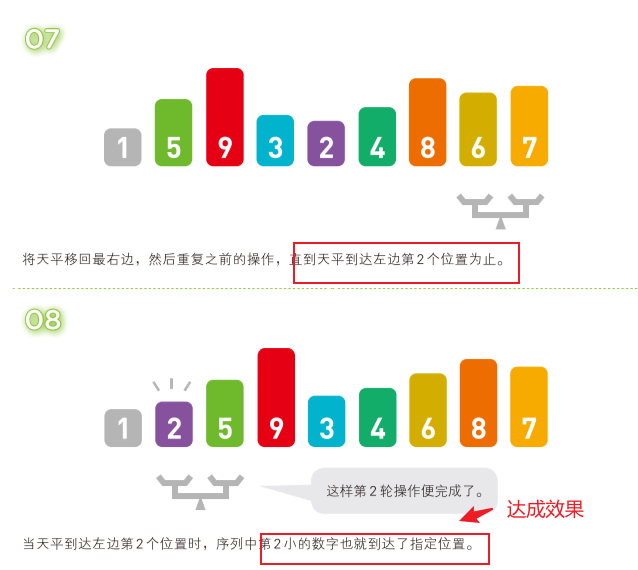 07
1 5 9 3 2 4 8 6 7
将天平移回最右边，然后重复之前的操作，直到天平到达左边第2个位置为止。
08
1 2 5 9 3 4 6 8 7
这样第2轮操作便完成了。
达成效果
当天平到达左边第2个位置时，序列中第2小的数字也就到达了指定位置。